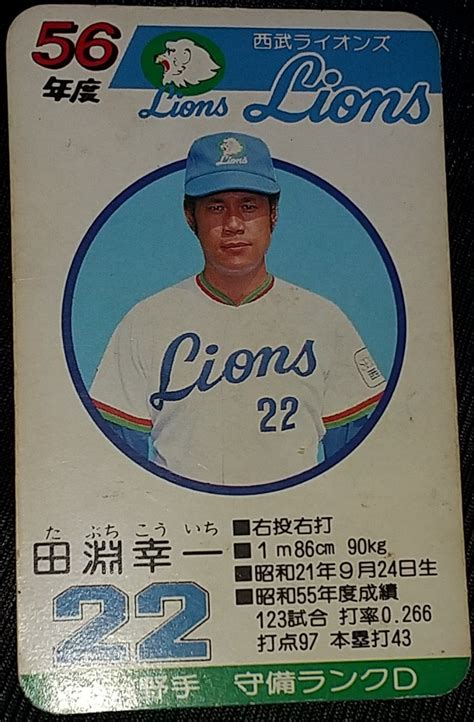 56
年度
西武ライオンズ
Lions Lions
Lions
22
た ぶち こう いち
田淵幸一
22
■右投右打
■1m86cm 90kg
■昭和21年9月24日生
■昭和55年度成績
123試合 打率0.266
打点97 本塁打43
野手 守備ランクD